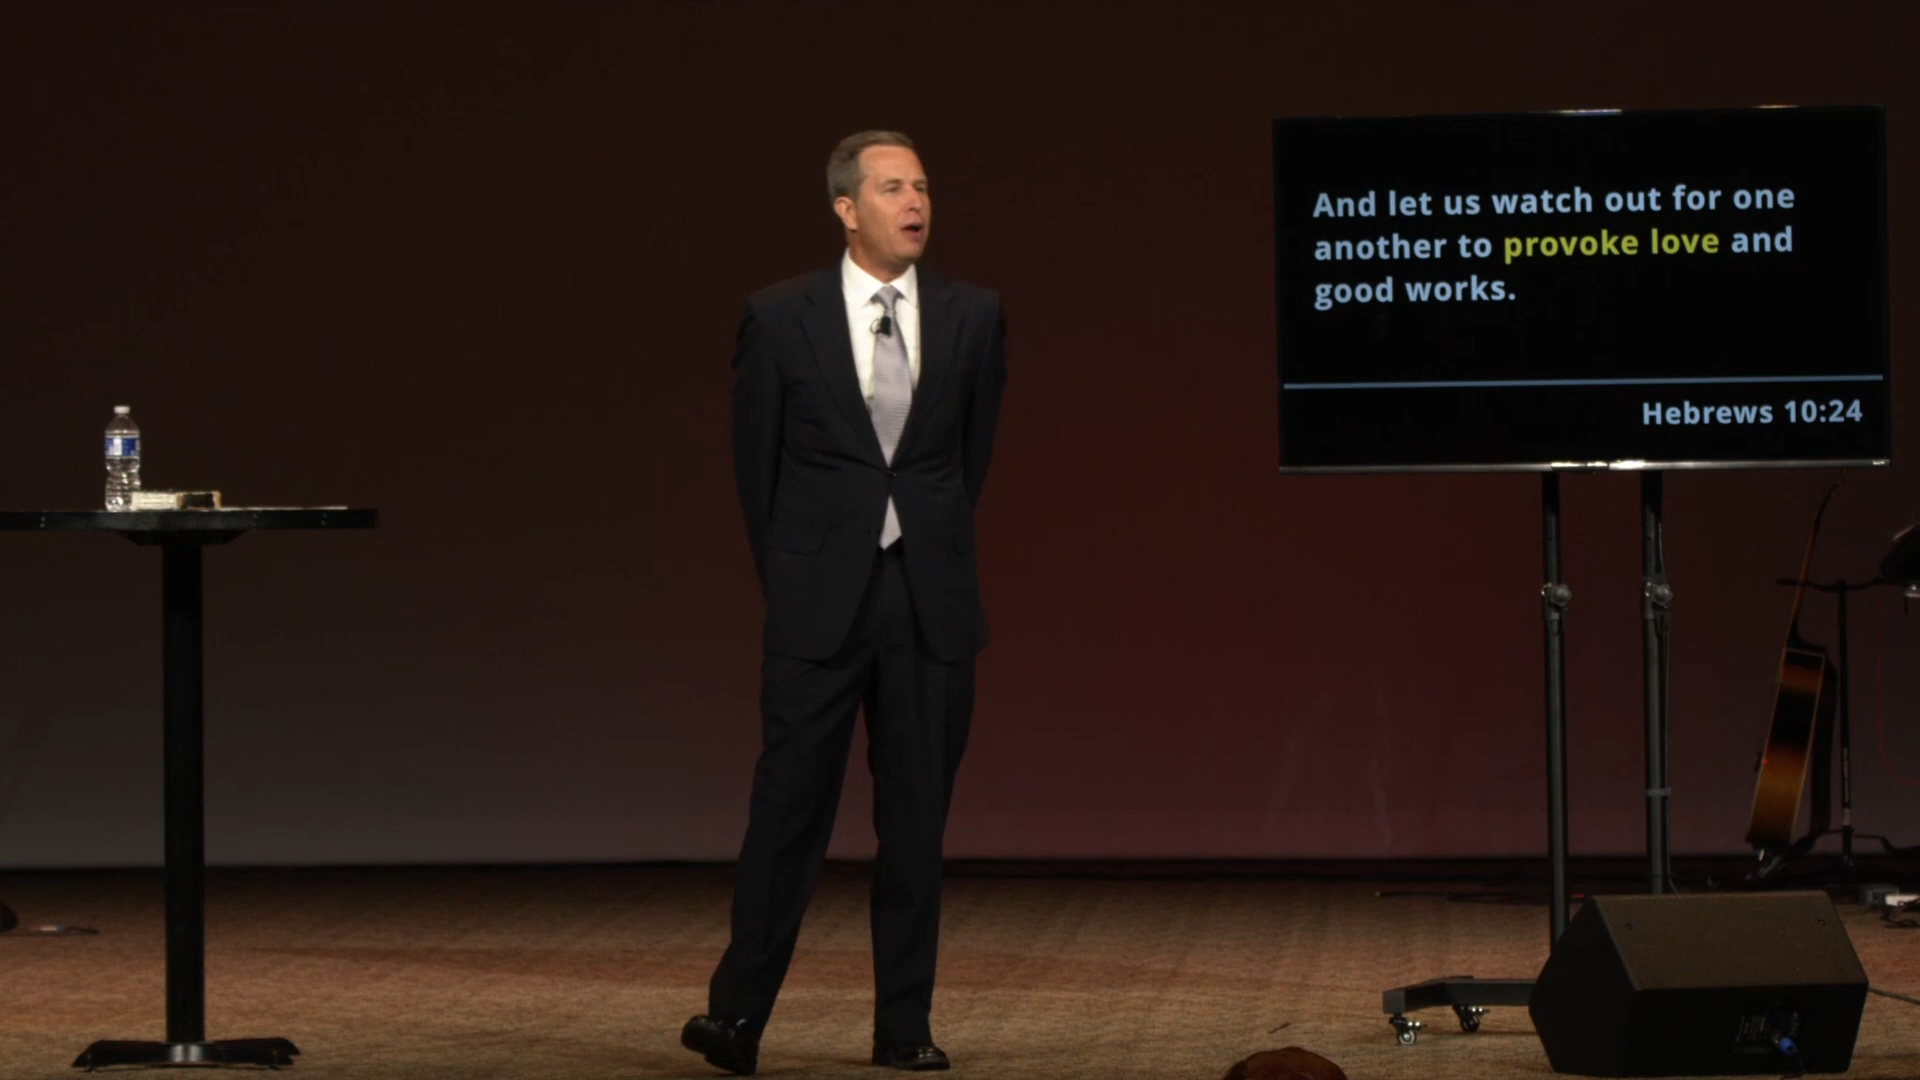 And let us watch out for one
another to provoke love and
good works.
Hebrews 10:24